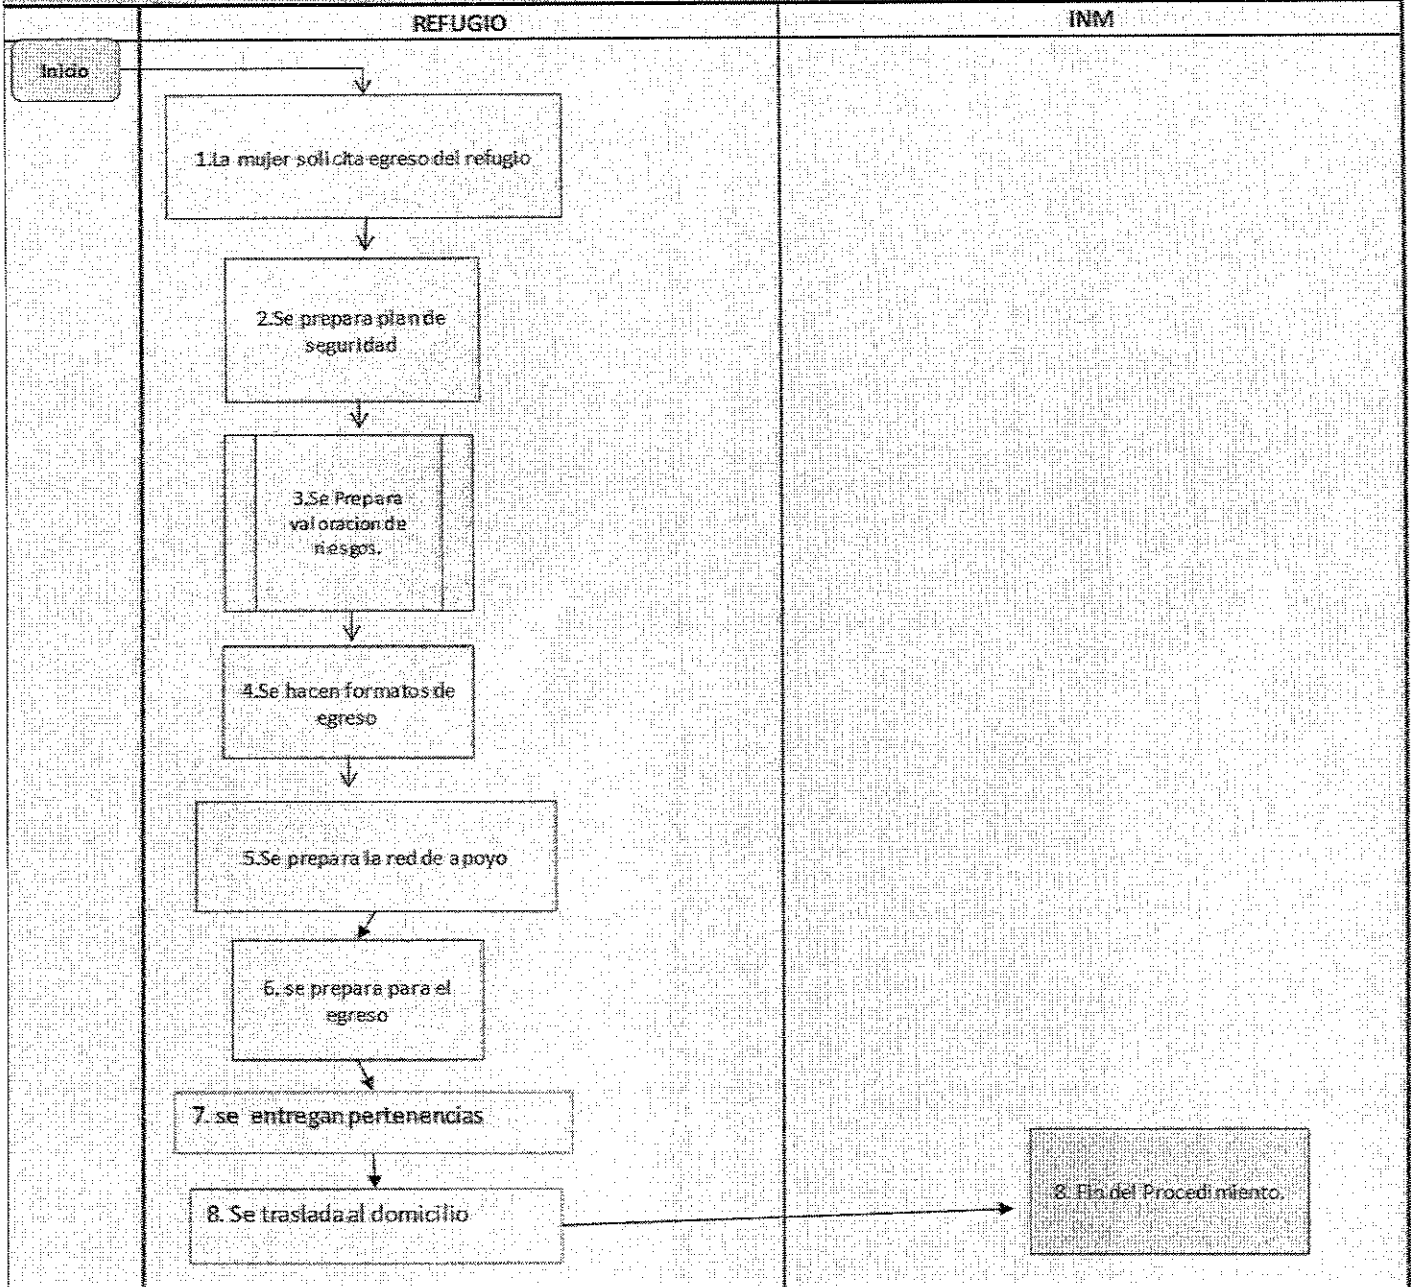 REFUGIO
INM
Inicio
1.La mujer solicita egreso del refugio
2.Se prepara plan de
seguridad
3.Se Prepara
valoracion de
riesgos.
4.Se hacen formatos de
egreso
5.Se prepara la red de apoyo
6. se prepara para el
egreso
7. se entregan pertenencias
8. Se traslada al domicilio
8. Fin del Procedimiento.